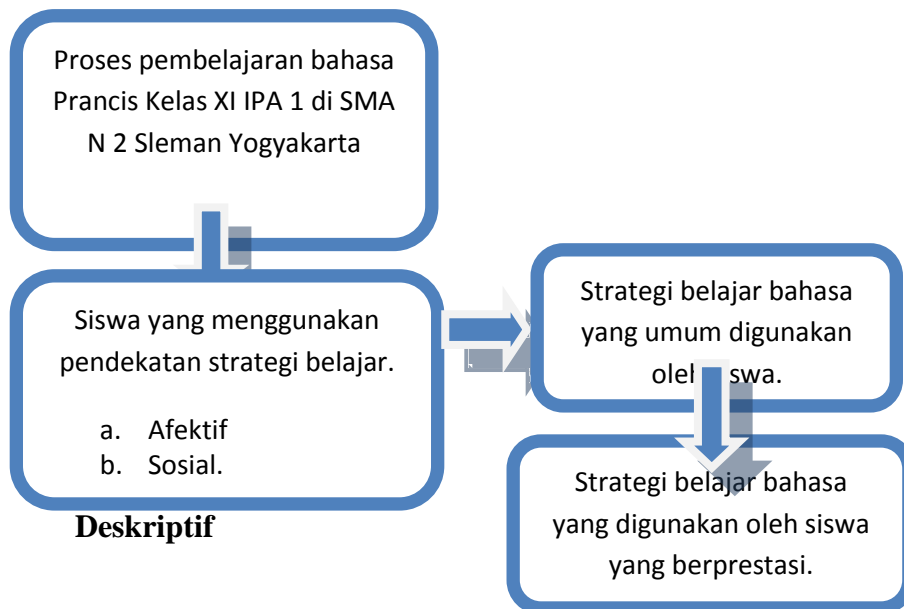 Proses pembelajaran bahasa
Prancis Kelas XI IPA 1 di SMA
N 2 Sleman Yogyakarta
Siswa yang menggunakan
pendekatan strategi belajar.
a. Afektif
b. Sosial.
Deskriptif
Strategi belajar bahasa
yang umum digunakan
oleh swa.
Strategi belajar bahasa
yang digunakan oleh siswa
yang berprestasi.